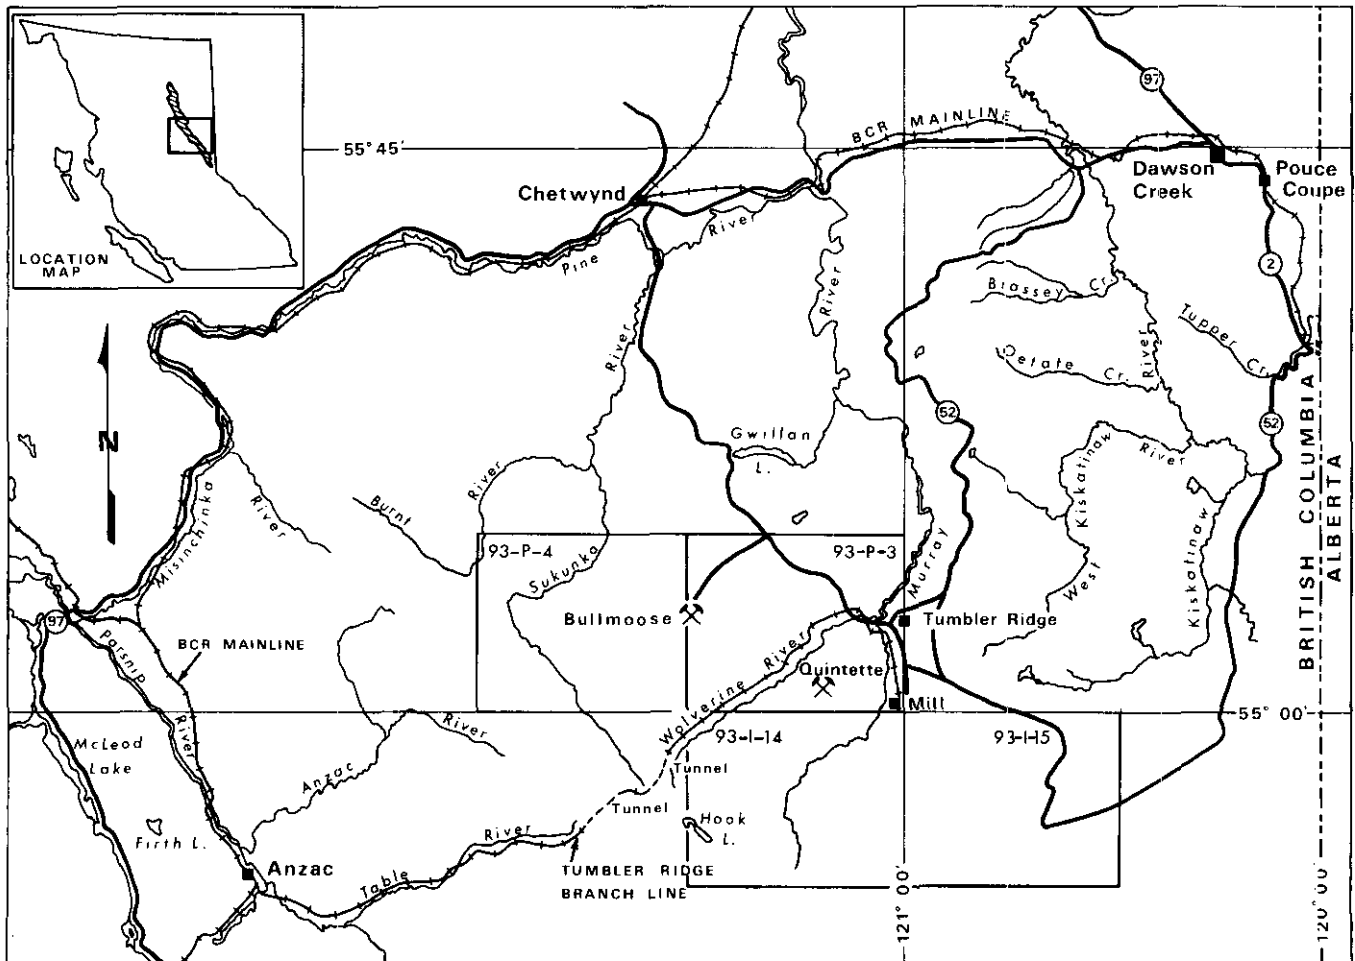 LOCATION
MAP
55° 45'
97
BCR MAINLINE
Dawson
Creek
Pouce
Coupe
Chetwynd
River
Pine
2
River
River
Brassey Cr.
Tupper Cr.
River
Oetate Cr.
N
52
52
Gwillan
L.
Kiskatinaw
River
BRITISH COLUMBIA
ALBERTA
River
Burnt
River
Misinchinka
Kiskatinaw
West
93-P-4
93-P-3
Sukunka
Murray
Bullmoose
Tumbler Ridge
97
Parsnip
River
BCR MAINLINE
Wolverine River
Quintette
Mill
55° 00'
McLeod
Lake
Anzac
River
93-I-14
93-I-15
Tunnel
Tunnel
Hook
L.
Firth L.
Anzac
Table
River
TUMBLER RIDGE
BRANCH LINE
121° 00'
120° 00'